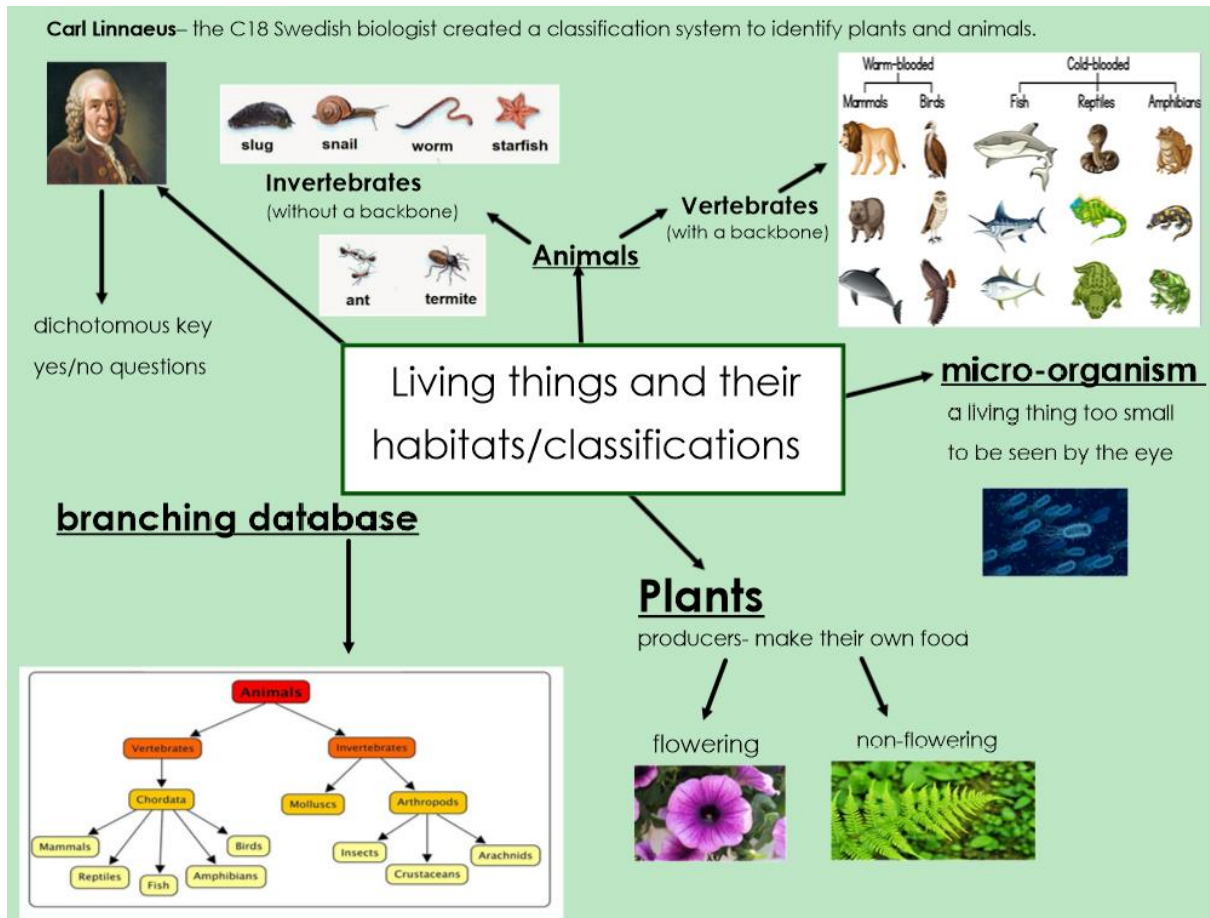 Carl Linnaeus– the C18 Swedish biologist created a classification system to identify plants and animals.
Warm-blooded
Cold-blooded
Mammals
Birds
Fish
Reptiles
Amphibians
slug
snail
worm
starfish
Invertebrates
(without a backbone)
Vertebrates
(with a backbone)
Animals
ant
termite
dichotomous key
yes/no questions
Living things and their
habitats/classifications
micro-organism
a living thing too small
to be seen by the eye
branching database
Plants
producers- make their own food
flowering
non-flowering
Animals
Vertebrates
Invertebrates
Chordata
Molluscs
Arthropods
Mammals
Reptiles
Fish
Amphibians
Birds
Insects
Crustaceans
Arachnids